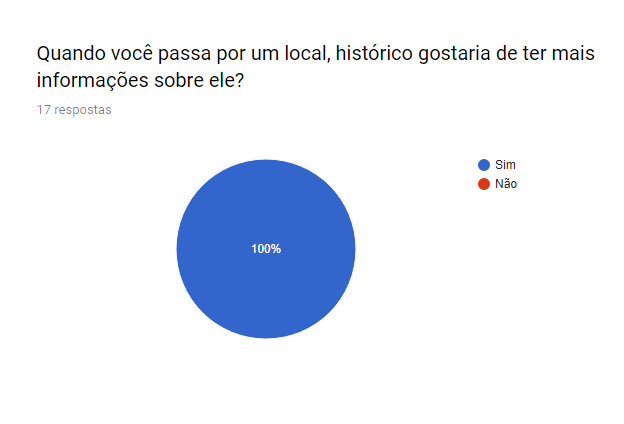 Quando você passa por um local, histórico gostaria de ter mais
informações sobre ele?
17 respostas
Sim
Não
100%